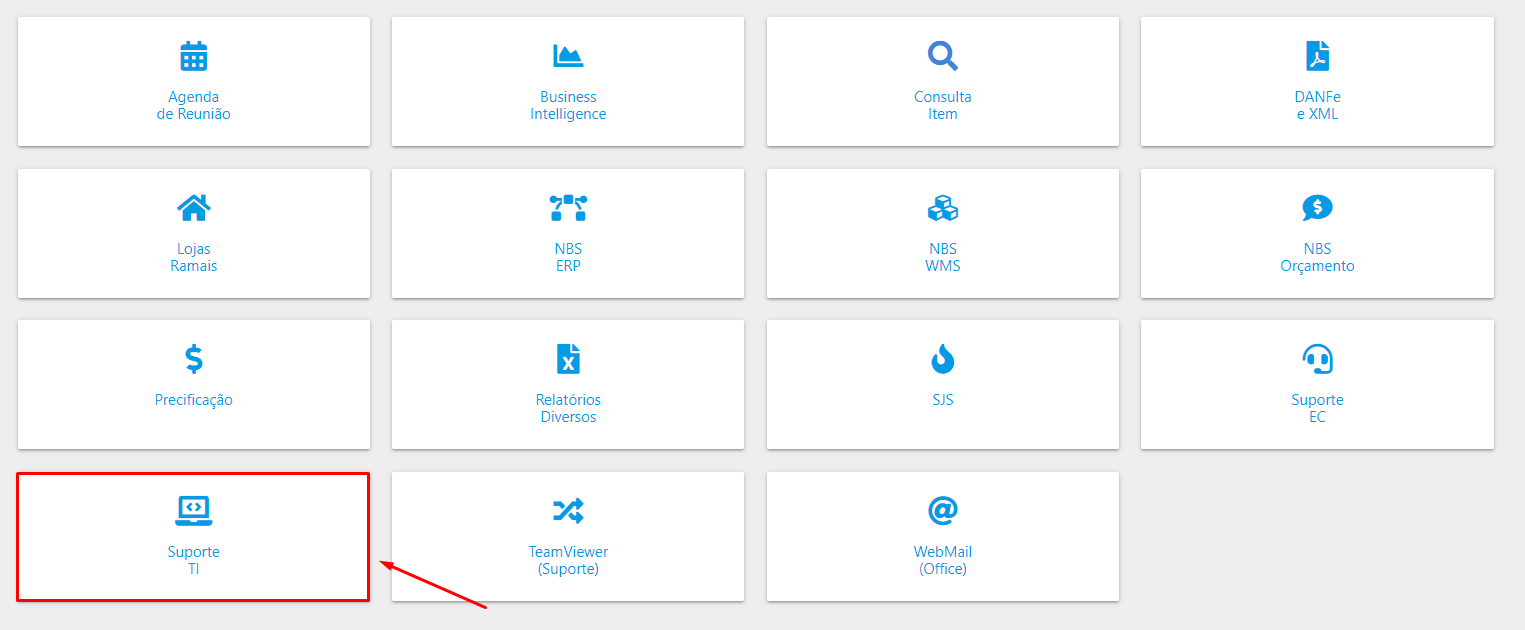 Agenda
de Reunião
Business
Intelligence
Consulta
Item
DANFe
e XML
Lojas
Ramais
NBS
ERP
NBS
WMS
NBS
Orçamento
Precificação
Relatórios
Diversos
SJS
Suporte
EC
Suporte
TI
TeamViewer
(Suporte)
WebMail
(Office)